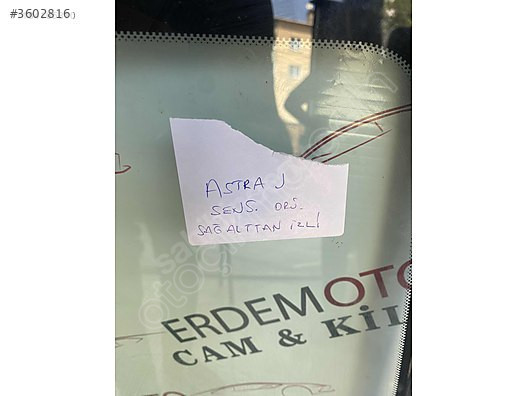 #3602816
ASTRA J
SENS. ORJ.
SAĞ ALTTAN İZLİ
ERDEMOTO
CAM & KİL